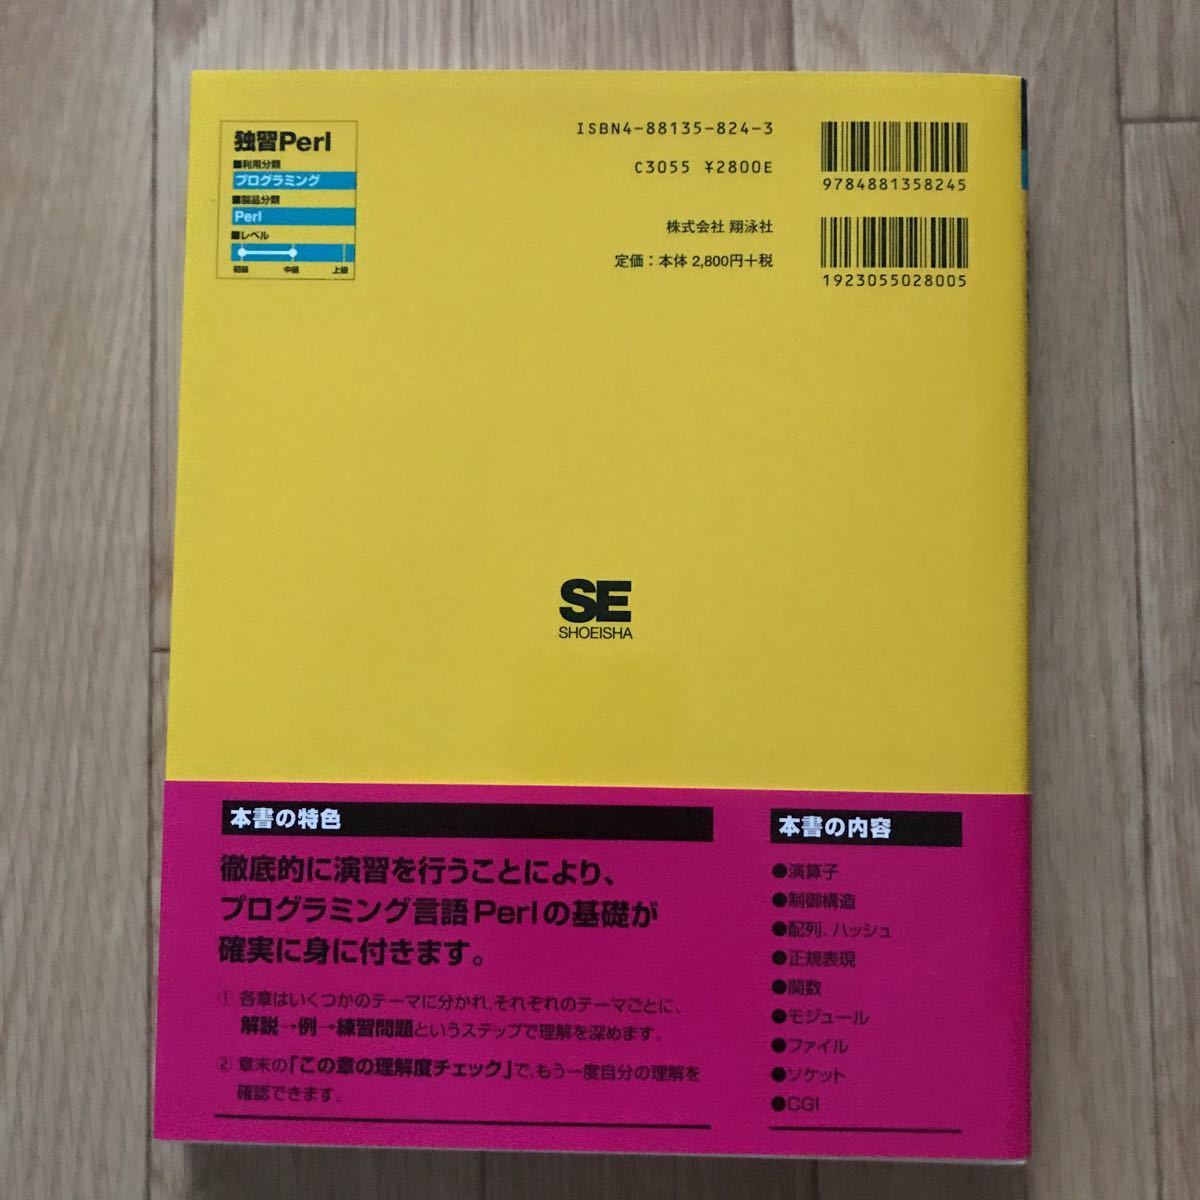 独習Perl
■利用分類
プログラミング
■製品分類
Perl
■レベル
初級 中級 上級
ISBN4-88135-824-3
C3055 ¥2800E
株式会社 翔泳社
定価：本体 2,800円＋税
9784881358245
1923055028005
SE
SHOEISHA
本書の特色
徹底的に演習を行うことにより、
プログラミング言語Perlの基礎が
確実に身に付きます。
① 各章はいくつかのテーマに分かれ、それぞれのテーマごとに、
解説→例→練習問題というステップで理解を深めます。
② 章末の「この章の理解度チェック」で、もう一度自分の理解を
確認できます。
本書の内容
●演算子
●制御構造
●配列、ハッシュ
●正規表現
●関数
●モジュール
●ファイル
●ソケット
●CGI